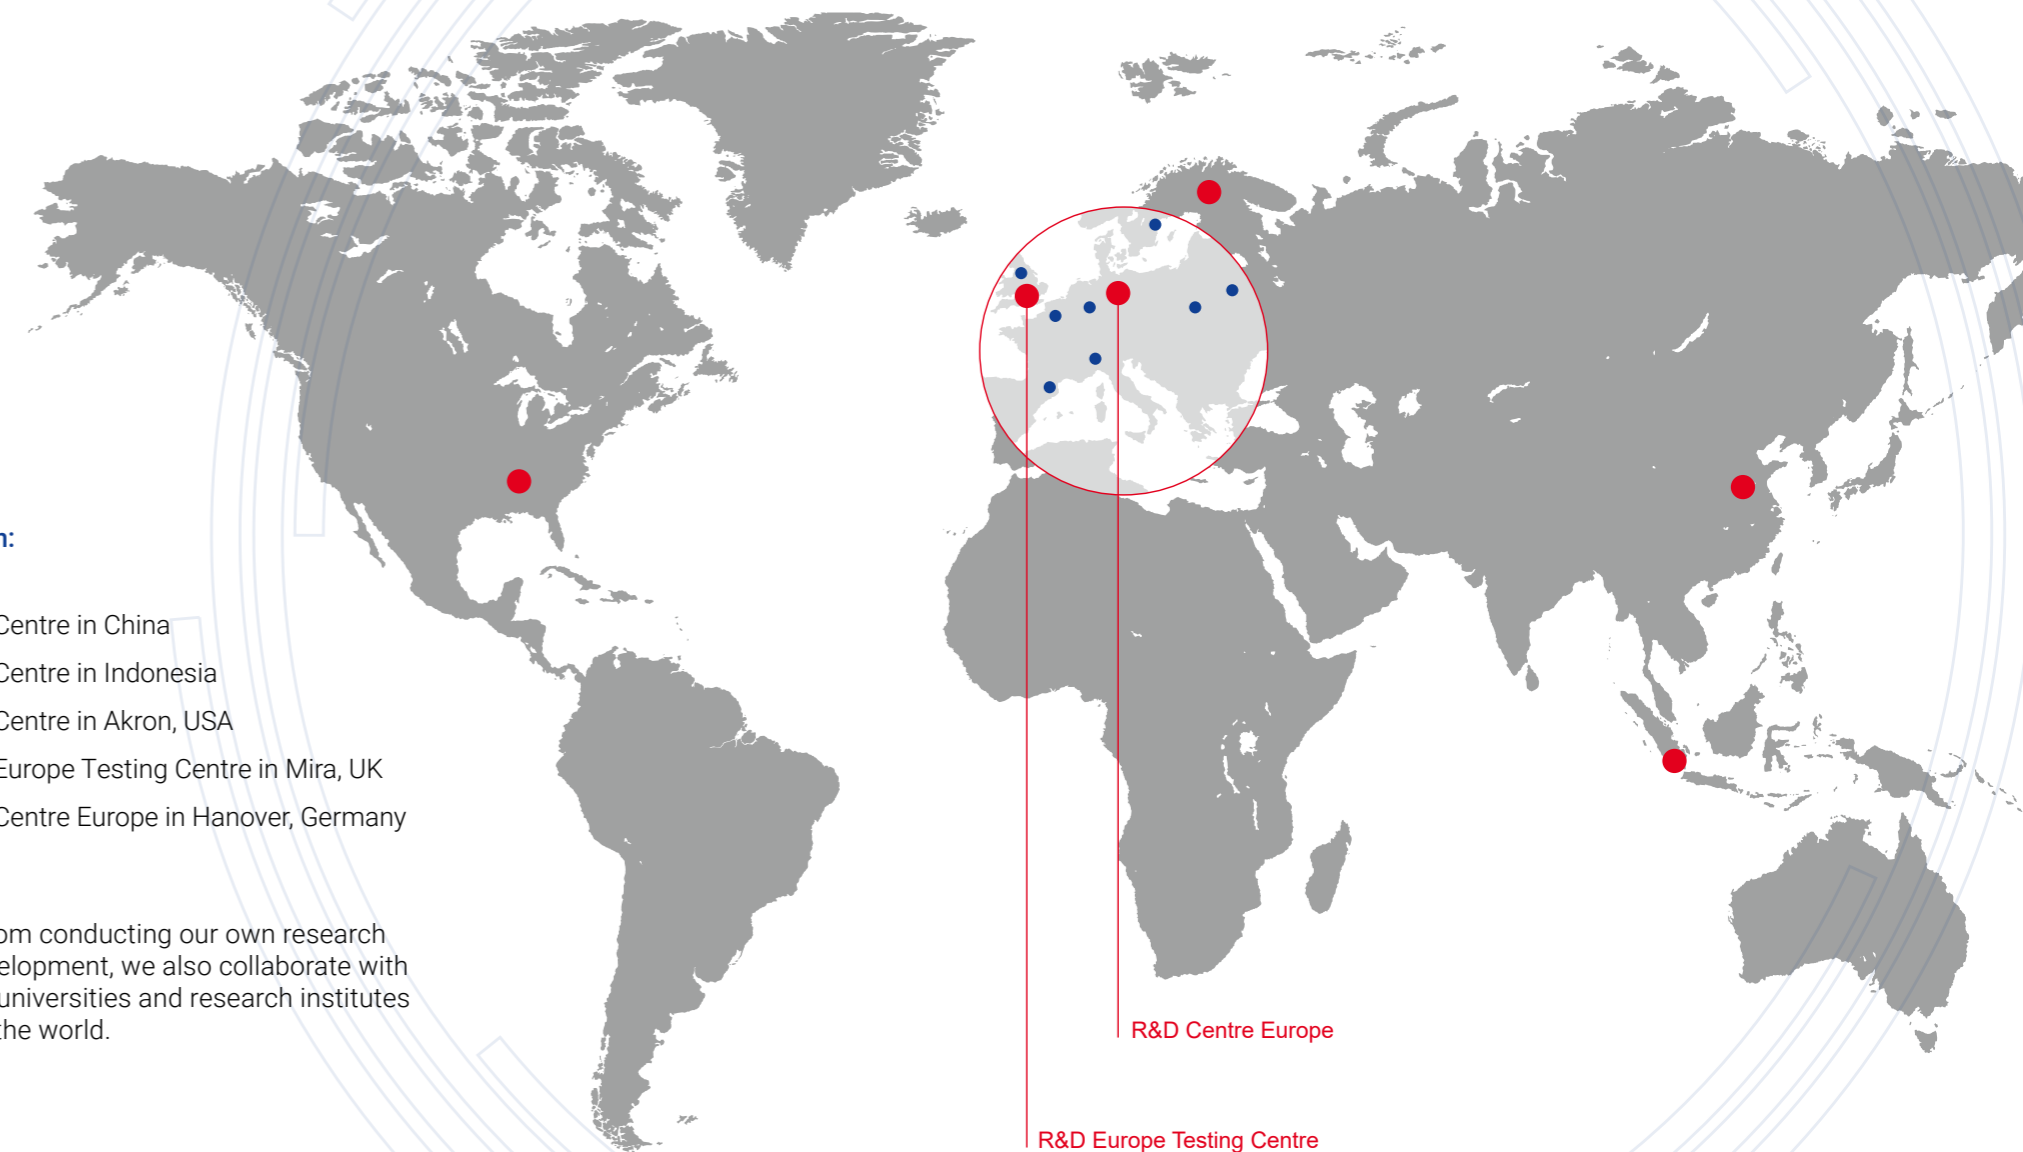 n:
Centre in China
Centre in Indonesia
Centre in Akron, USA
Europe Testing Centre in Mira, UK
Centre Europe in Hanover, Germany
om conducting our own research
elopment, we also collaborate with
universities and research institutes
the world.
R&D Centre Europe
R&D Europe Testing Centre